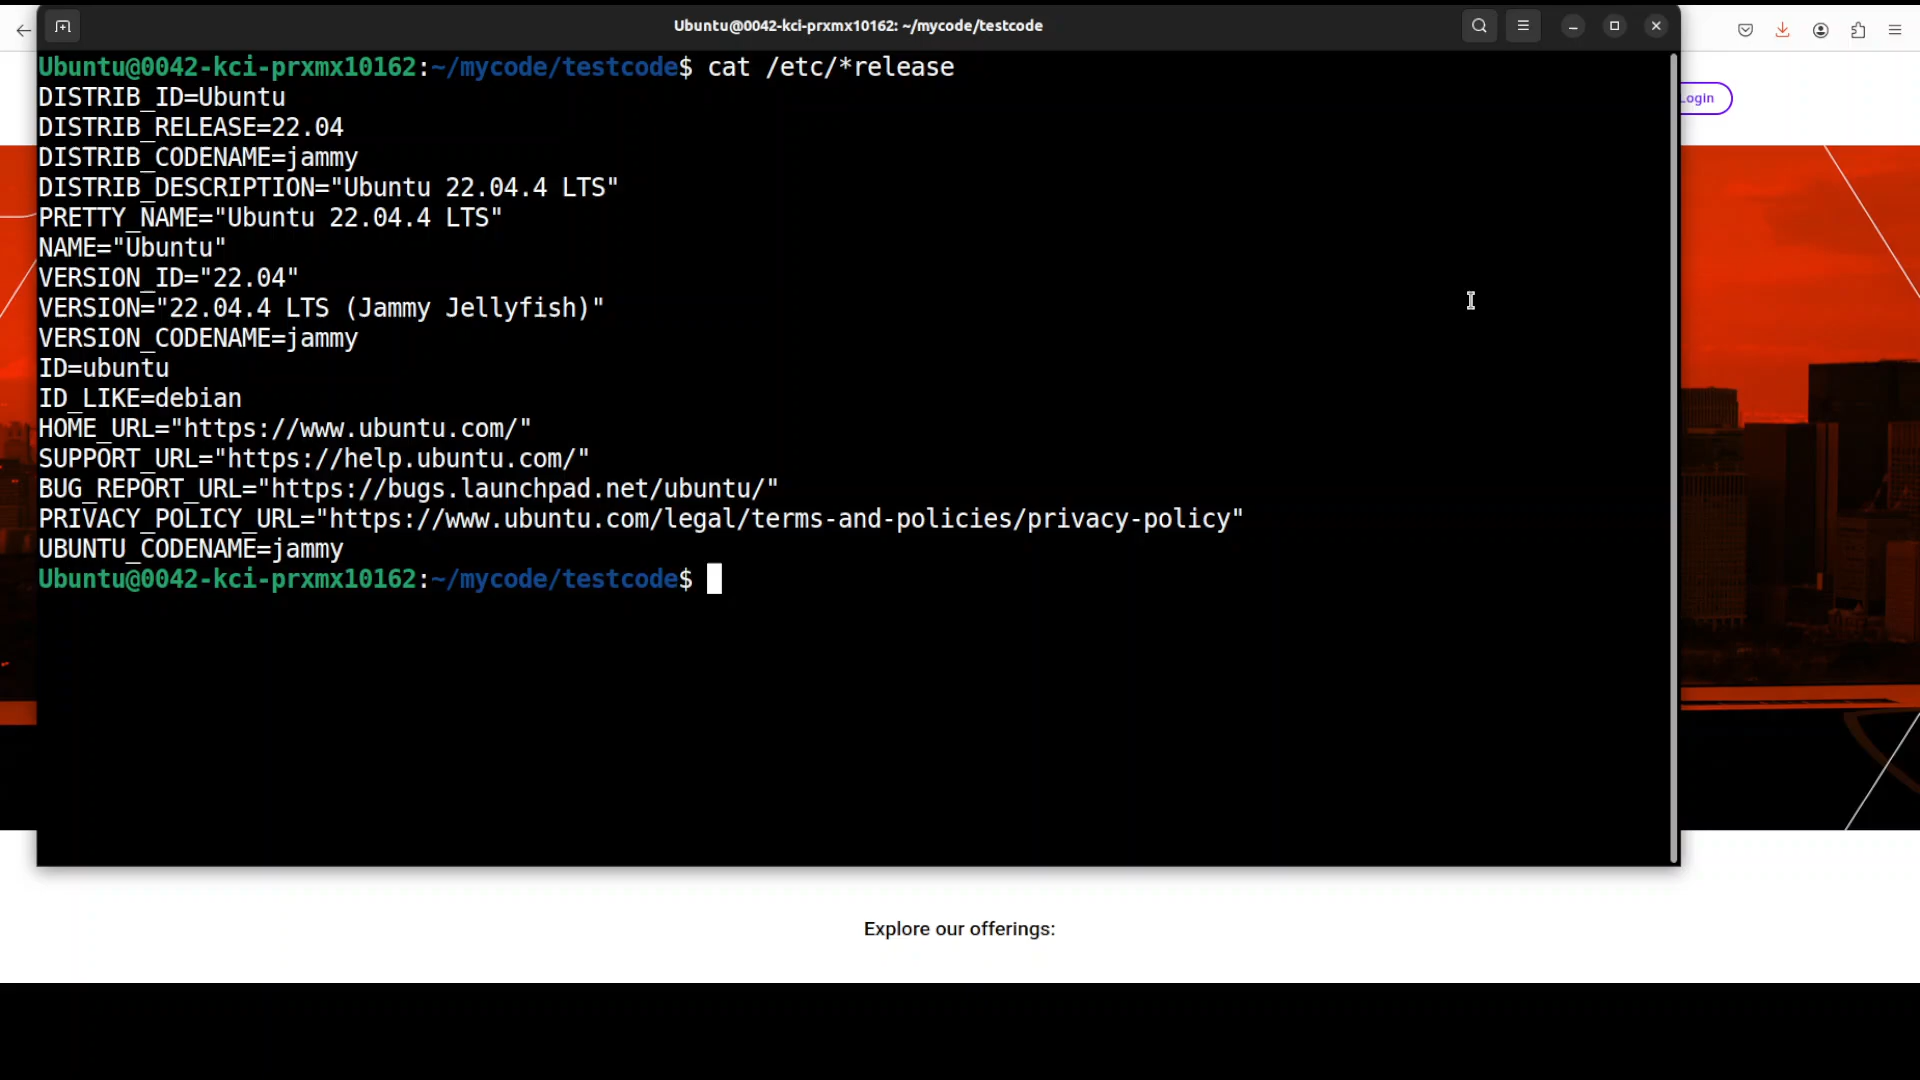 Ubuntu@0042-kci-prxmx10162: ~/mycode/testcode
Ubuntu@0042-kci-prxmx10162:~/mycode/testcode$ cat /etc/*release
DISTRIB_ID=Ubuntu
DISTRIB_RELEASE=22.04
DISTRIB_CODENAME=jammy
DISTRIB_DESCRIPTION="Ubuntu 22.04.4 LTS"
PRETTY_NAME="Ubuntu 22.04.4 LTS"
NAME="Ubuntu"
VERSION_ID="22.04"
VERSION="22.04.4 LTS (Jammy Jellyfish)"
VERSION_CODENAME=jammy
ID=ubuntu
ID_LIKE=debian
HOME_URL="https://www.ubuntu.com/"
SUPPORT_URL="https://help.ubuntu.com/"
BUG_REPORT_URL="https://bugs.launchpad.net/ubuntu/"
PRIVACY_POLICY_URL="https://www.ubuntu.com/legal/terms-and-policies/privacy-policy"
UBUNTU_CODENAME=jammy
Ubuntu@0042-kci-prxmx10162:~/mycode/testcode$
Login
Explore our offerings: